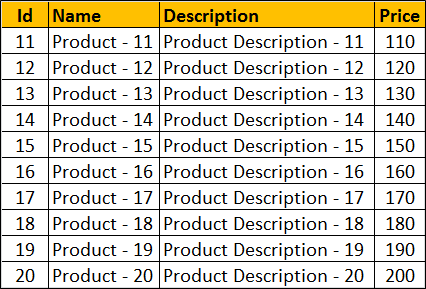 Id Name Description Price
11 Product - 11 Product Description - 11 110
12 Product - 12 Product Description - 12 120
13 Product - 13 Product Description - 13 130
14 Product - 14 Product Description - 14 140
15 Product - 15 Product Description - 15 150
16 Product - 16 Product Description - 16 160
17 Product - 17 Product Description - 17 170
18 Product - 18 Product Description - 18 180
19 Product - 19 Product Description - 19 190
20 Product - 20 Product Description - 20 200